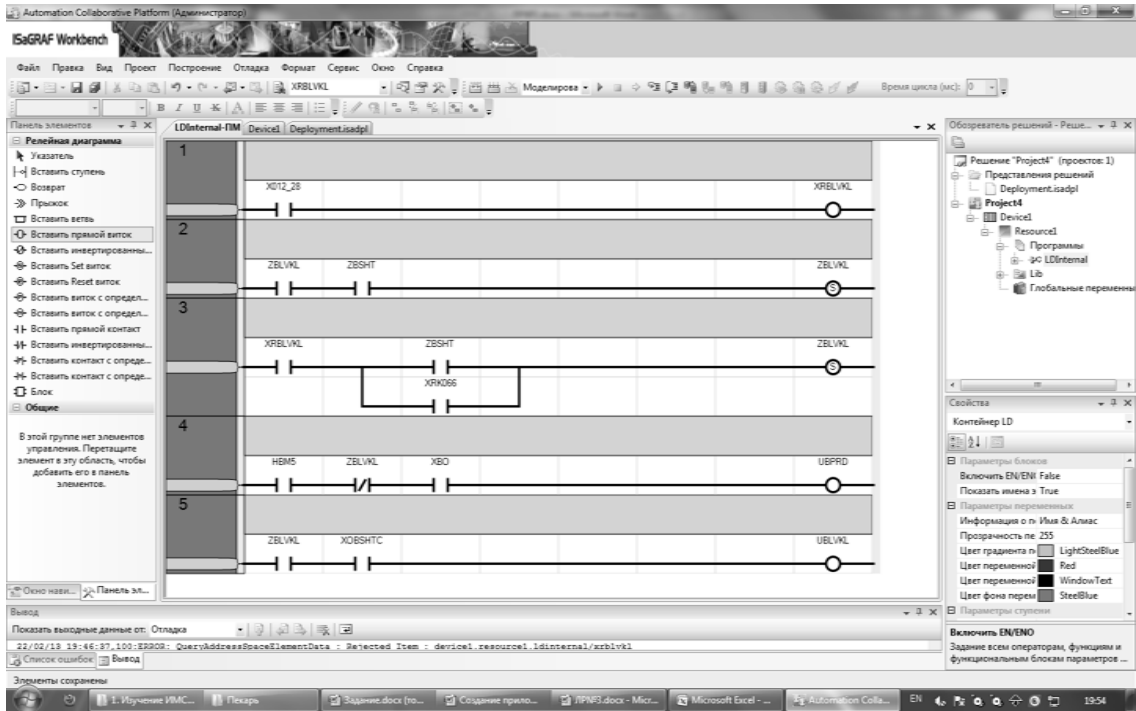 Automation Collaborative Platform (Администратор)
ISaGRAF Workbench
Файл Правка Вид Проект Построение Отладка Формат Сервис Окно Справка
XRBLVKL Моделирова Время цикла (мс): 0
Панель элементов
Релейная диаграмма
Указатель
Вставить ступень
Возврат
Прыжок
Вставить ветвь
Вставить прямой виток
Вставить инвертированны...
Вставить Set виток
Вставить Reset виток
Вставить виток с определ...
Вставить виток с определ...
Вставить прямой контакт
Вставить инвертированны...
Вставить контакт с опреде...
Вставить контакт с опреде...
Блок
Общие
В этой группе нет элементов
управления. Перетащите
элемент в эту область, чтобы
добавить его в панель
элементов.
Окно нави... Панель эл...
LDInternal-ПМ Device1 Deployment.isadpl
1
X012_28 XRBLVKL
2
ZBLVKL ZBSHT ZBLVKL
S
3
XRBLVKL ZBSHT ZBLVKL
S
XRK066
4
HBM5 ZBLVKL XBO UBPRD
5
ZBLVKL XOBSHTC UBLVKL
Обозреватель решений - Реше...
Решение "Project4" (проектов: 1)
Представления решений
Deployment.isadpl
Project4
Device1
Resource1
Программы
LDInternal
Lib
Глобальные переменны
Свойства
Контейнер LD
Параметры блоков
Включить EN/EN False
Показать имена э True
Параметры переменных
Информация о п Имя & Алиас
Прозрачность пе 255
Цвет градиента п LightSteelBlue
Цвет переменной Red
Цвет переменной WindowText
Цвет фона перем SteelBlue
Параметры ступени
Включить EN/ENO
Задание всем операторам, функциям и
функциональным блокам параметров ...
Вывод
Показать выходные данные от: Отладка
22/02/13 19:46:37,100:ERROR: QueryAddressSpaceElementData : Rejected Item : device1.resource1.ldinternal/xrblvkl
Список ошибок Вывод
Элементы сохранены
1. Изучение ИМС... Пекарь Задание.docx [го... Создание прило... ЛР№3.docx - Micr... Microsoft Excel - ... Automation Colla... EN 19:54